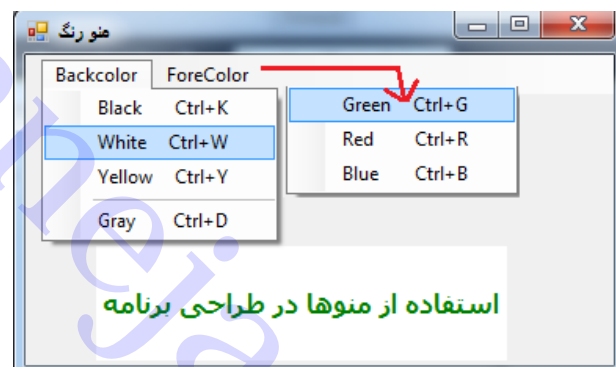 منو رنگ
Backcolor ForeColor
Black Ctrl+K
White Ctrl+W
Yellow Ctrl+Y
Gray Ctrl+D
Green Ctrl+G
Red Ctrl+R
Blue Ctrl+B
استفاده از منوها در طراحی برنامه